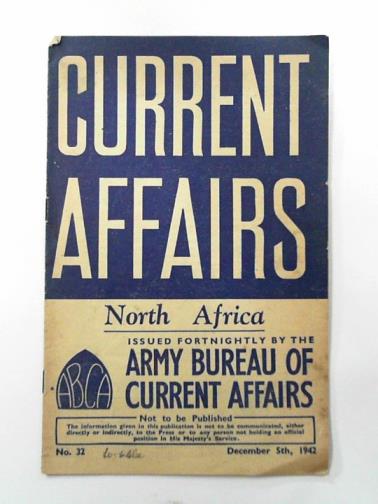 CURRENT
AFFAIRS
North Africa
ISSUED FORTNIGHTLY BY THE
ARMY BUREAU OF
CURRENT AFFAIRS
ABCA
Not to be Published
The information given in this publication is not to be communicated, either
directly or indirectly, to the Press or to any person not holding an official
position in His Majesty's Service.
No. 32
December 5th, 1942